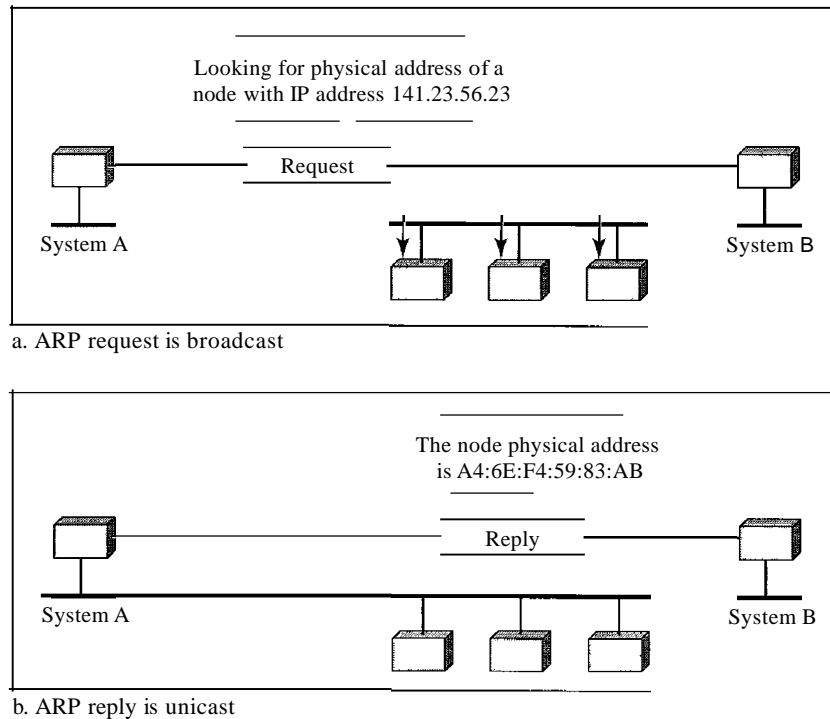 Looking for physical address of a
node with IP address 141.23.56.23
Request
System A
System B
a. ARP request is broadcast
The node physical address
is A4:6E:F4:59:83:AB
Reply
System A
System B
b. ARP reply is unicast